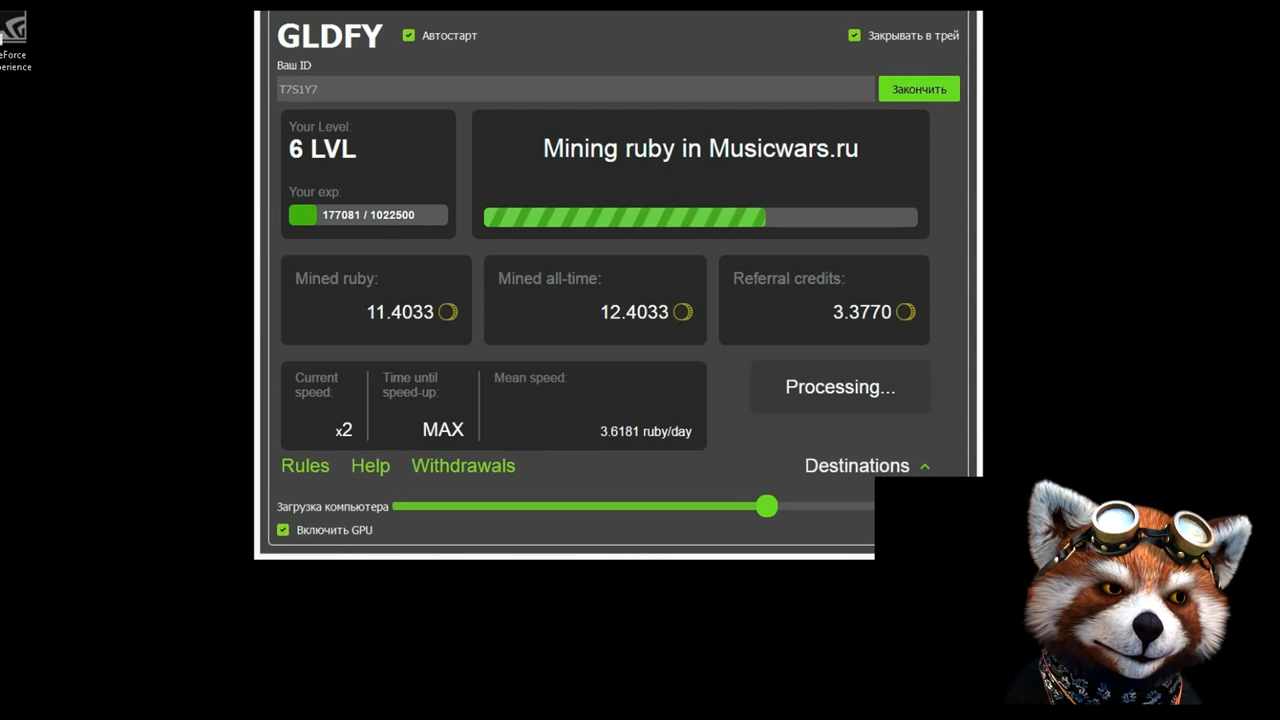 eForce
perience
GLDFY
Автостарт
Закрывать в трей
Ваш ID
T7S1Y7
Закончить
Your Level:
6 LVL
Your exp:
177081 / 1022500
Mining ruby in Musicwars.ru
Mined ruby:
11.4033
Mined all-time:
12.4033
Referral credits:
3.3770
Current
speed:
x2
Time until
speed-up:
MAX
Mean speed:
3.6181 ruby/day
Processing...
Rules
Help
Withdrawals
Destinations
Загрузка компьютера
Включить GPU